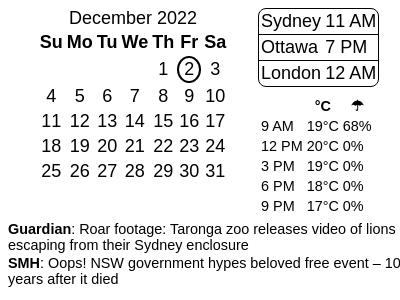 December 2022
Su Mo Tu We Th Fr Sa
1 2 3
4 5 6 7 8 9 10
11 12 13 14 15 16 17
18 19 20 21 22 23 24
25 26 27 28 29 30 31
Sydney 11 AM
Ottawa 7 PM
London 12 AM
°C ☂
9 AM 19°C 68%
12 PM 20°C 0%
3 PM 19°C 0%
6 PM 18°C 0%
9 PM 17°C 0%
Guardian: Roar footage: Taronga zoo releases video of lions
escaping from their Sydney enclosure
SMH: Oops! NSW government hypes beloved free event – 10
years after it died